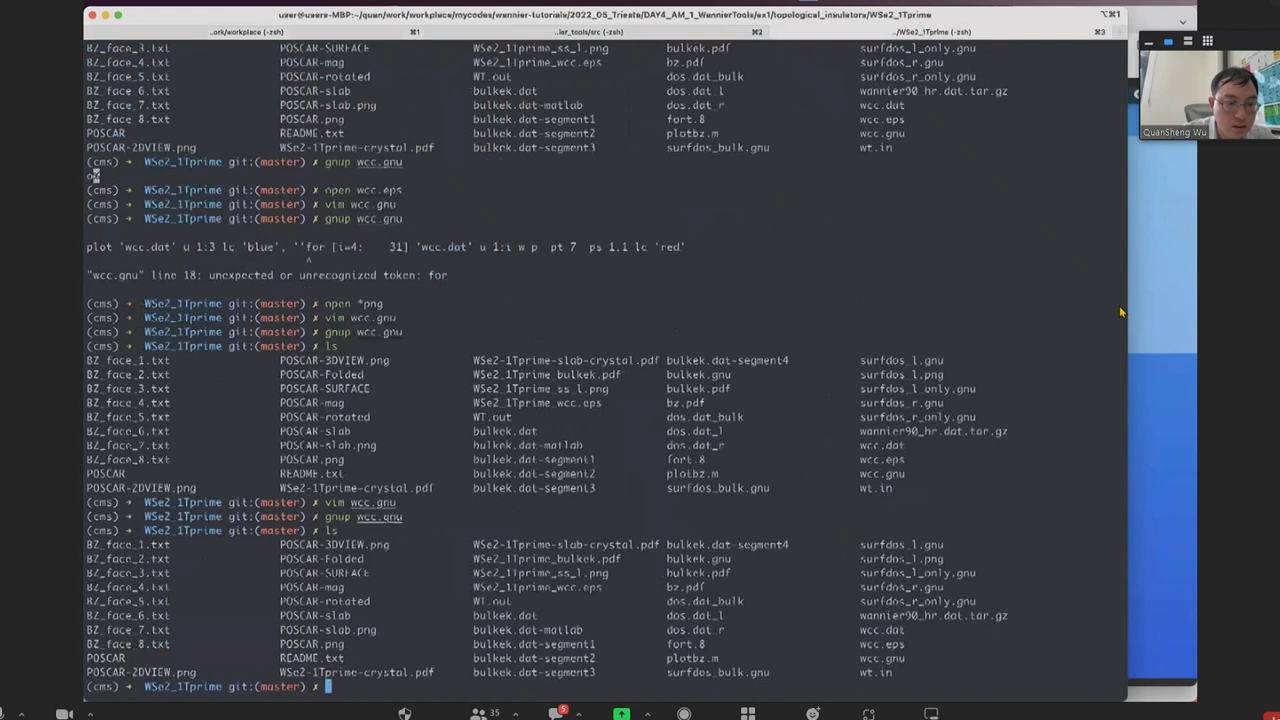 user@users-MBP:~/quan/work/workplace/mycodes/wannier-tutorials/2022_05_Trieste/DAY4_AM_1_WannierTools/ex1/topological_insulators/WSe2_1Tprime
⌥⌘1
..ork/workplace (-zsh) ⌘1 ..ier_tools/src (-zsh) ⌘2 ../WSe2_1Tprime (-zsh) ⌘3
BZ_face_3.txt POSCAR-SURFACE WSe2_1Tprime_ss_l.png bulkek.pdf surfdos_l_only.gnu
BZ_face_4.txt POSCAR-mag WSe2_1Tprime_wcc.eps bz.pdf surfdos_r.gnu
BZ_face_5.txt POSCAR-rotated WT.out dos.dat_bulk surfdos_r_only.gnu
BZ_face_6.txt POSCAR-slab bulkek.dat dos.dat_l wannier90_hr.dat.tar.gz
BZ_face_7.txt POSCAR-slab.png bulkek.dat-matlab dos.dat_r wcc.dat
BZ_face_8.txt POSCAR.png bulkek.dat-segment1 fort.8 wcc.eps
POSCAR README.txt bulkek.dat-segment2 plotbz.m wcc.gnu
POSCAR-2DVIEW.png WSe2-1Tprime-crystal.pdf bulkek.dat-segment3 surfdos_bulk.gnu wt.in
(cms) → WSe2_1Tprime git:(master) ✗ gnup wcc.gnu
(cms) → WSe2_1Tprime git:(master) ✗ open wcc.eps
(cms) → WSe2_1Tprime git:(master) ✗ vim wcc.gnu
(cms) → WSe2_1Tprime git:(master) ✗ gnup wcc.gnu
plot 'wcc.dat' u 1:3 lc 'blue', ''for [i=4: 31] 'wcc.dat' u 1:i w p pt 7 ps 1.1 lc 'red'
^
"wcc.gnu" line 18: unexpected or unrecognized token: for
(cms) → WSe2_1Tprime git:(master) ✗ open *png
(cms) → WSe2_1Tprime git:(master) ✗ vim wcc.gnu
(cms) → WSe2_1Tprime git:(master) ✗ gnup wcc.gnu
(cms) → WSe2_1Tprime git:(master) ✗ ls
BZ_face_1.txt POSCAR-3DVIEW.png WSe2-1Tprime-slab-crystal.pdf bulkek.dat-segment4 surfdos_l.gnu
BZ_face_2.txt POSCAR-Folded WSe2_1Tprime_bulkek.pdf bulkek.gnu surfdos_l.png
BZ_face_3.txt POSCAR-SURFACE WSe2_1Tprime_ss_l.png bulkek.pdf surfdos_l_only.gnu
BZ_face_4.txt POSCAR-mag WSe2_1Tprime_wcc.eps bz.pdf surfdos_r.gnu
BZ_face_5.txt POSCAR-rotated WT.out dos.dat_bulk surfdos_r_only.gnu
BZ_face_6.txt POSCAR-slab bulkek.dat dos.dat_l wannier90_hr.dat.tar.gz
BZ_face_7.txt POSCAR-slab.png bulkek.dat-matlab dos.dat_r wcc.dat
BZ_face_8.txt POSCAR.png bulkek.dat-segment1 fort.8 wcc.eps
POSCAR README.txt bulkek.dat-segment2 plotbz.m wcc.gnu
POSCAR-2DVIEW.png WSe2-1Tprime-crystal.pdf bulkek.dat-segment3 surfdos_bulk.gnu wt.in
(cms) → WSe2_1Tprime git:(master) ✗ vim wcc.gnu
(cms) → WSe2_1Tprime git:(master) ✗ gnup wcc.gnu
(cms) → WSe2_1Tprime git:(master) ✗ ls
BZ_face_1.txt POSCAR-3DVIEW.png WSe2-1Tprime-slab-crystal.pdf bulkek.dat-segment4 surfdos_l.gnu
BZ_face_2.txt POSCAR-Folded WSe2_1Tprime_bulkek.pdf bulkek.gnu surfdos_l.png
BZ_face_3.txt POSCAR-SURFACE WSe2_1Tprime_ss_l.png bulkek.pdf surfdos_l_only.gnu
BZ_face_4.txt POSCAR-mag WSe2_1Tprime_wcc.eps bz.pdf surfdos_r.gnu
BZ_face_5.txt POSCAR-rotated WT.out dos.dat_bulk surfdos_r_only.gnu
BZ_face_6.txt POSCAR-slab bulkek.dat dos.dat_l wannier90_hr.dat.tar.gz
BZ_face_7.txt POSCAR-slab.png bulkek.dat-matlab dos.dat_r wcc.dat
BZ_face_8.txt POSCAR.png bulkek.dat-segment1 fort.8 wcc.eps
POSCAR README.txt bulkek.dat-segment2 plotbz.m wcc.gnu
POSCAR-2DVIEW.png WSe2-1Tprime-crystal.pdf bulkek.dat-segment3 surfdos_bulk.gnu wt.in
(cms) → WSe2_1Tprime git:(master) ✗
QuanSheng Wu
35
5